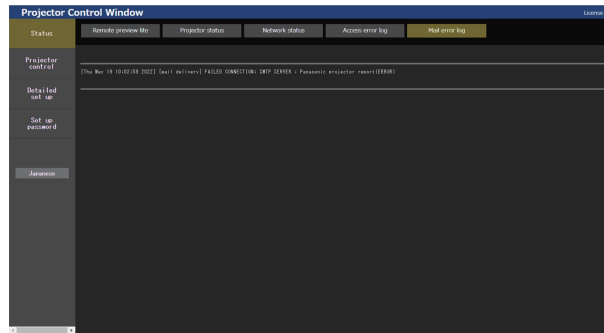 Projector Control Window
License
Status
Remote preview lite
Projector status
Network status
Access error log
Mail error log
Projector
control
[Thu May 19 10:02:59 2022] [mail delivery] FAILED CONNECTION: SMTP SERVER : Panasonic projector report(ERROR)
Detailed
set up
Set up
password
Japanese